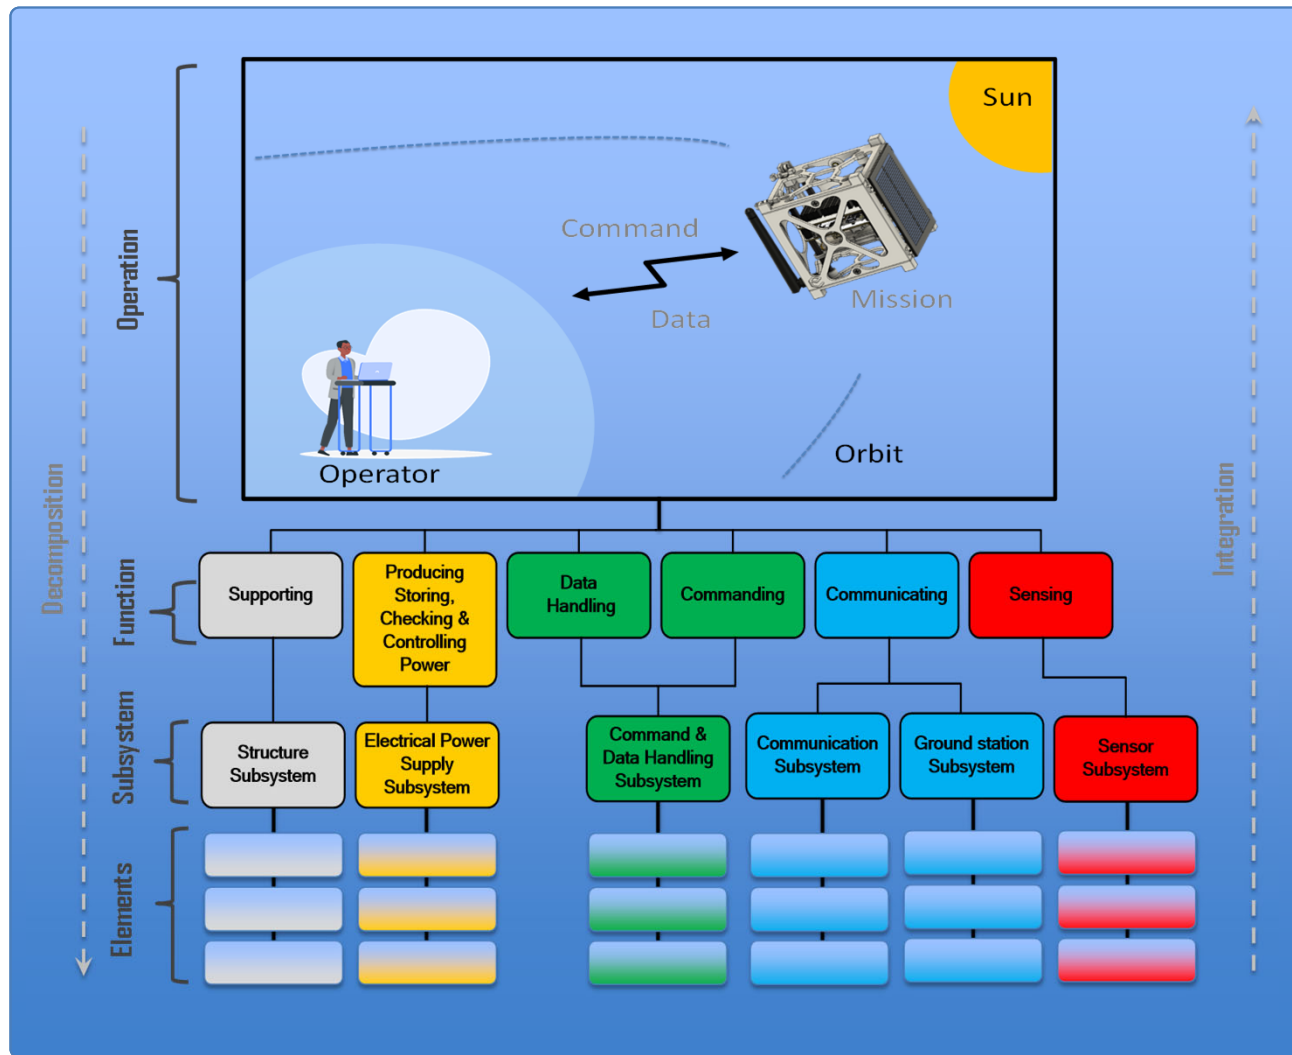 Sun
Command
Mission
Data
Operator
Orbit
Operation
Decomposition
Integration
Function
Supporting
Producing
Storing,
Checking &
Controlling
Power
Data
Handling
Commanding
Communicating
Sensing
Subsystem
Structure
Subsystem
Electrical Power
Supply
Subsystem
Command &
Data Handling
Subsystem
Communication
Subsystem
Ground station
Subsystem
Sensor
Subsystem
Elements